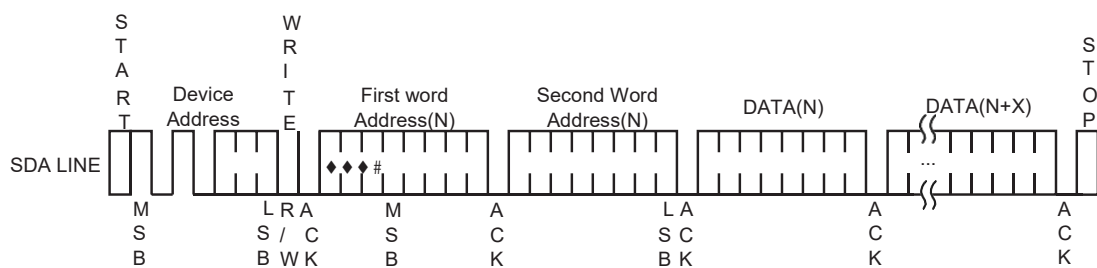 START
WRITE
STOP
Device
Address
First word
Address(N)
Second Word
Address(N)
DATA(N)
DATA(N+X)
SDA LINE
♦ ♦ ♦ #
...
MSB
LSB
R/W
ACK
MSB
ACK
LSB
ACK
ACK
ACK